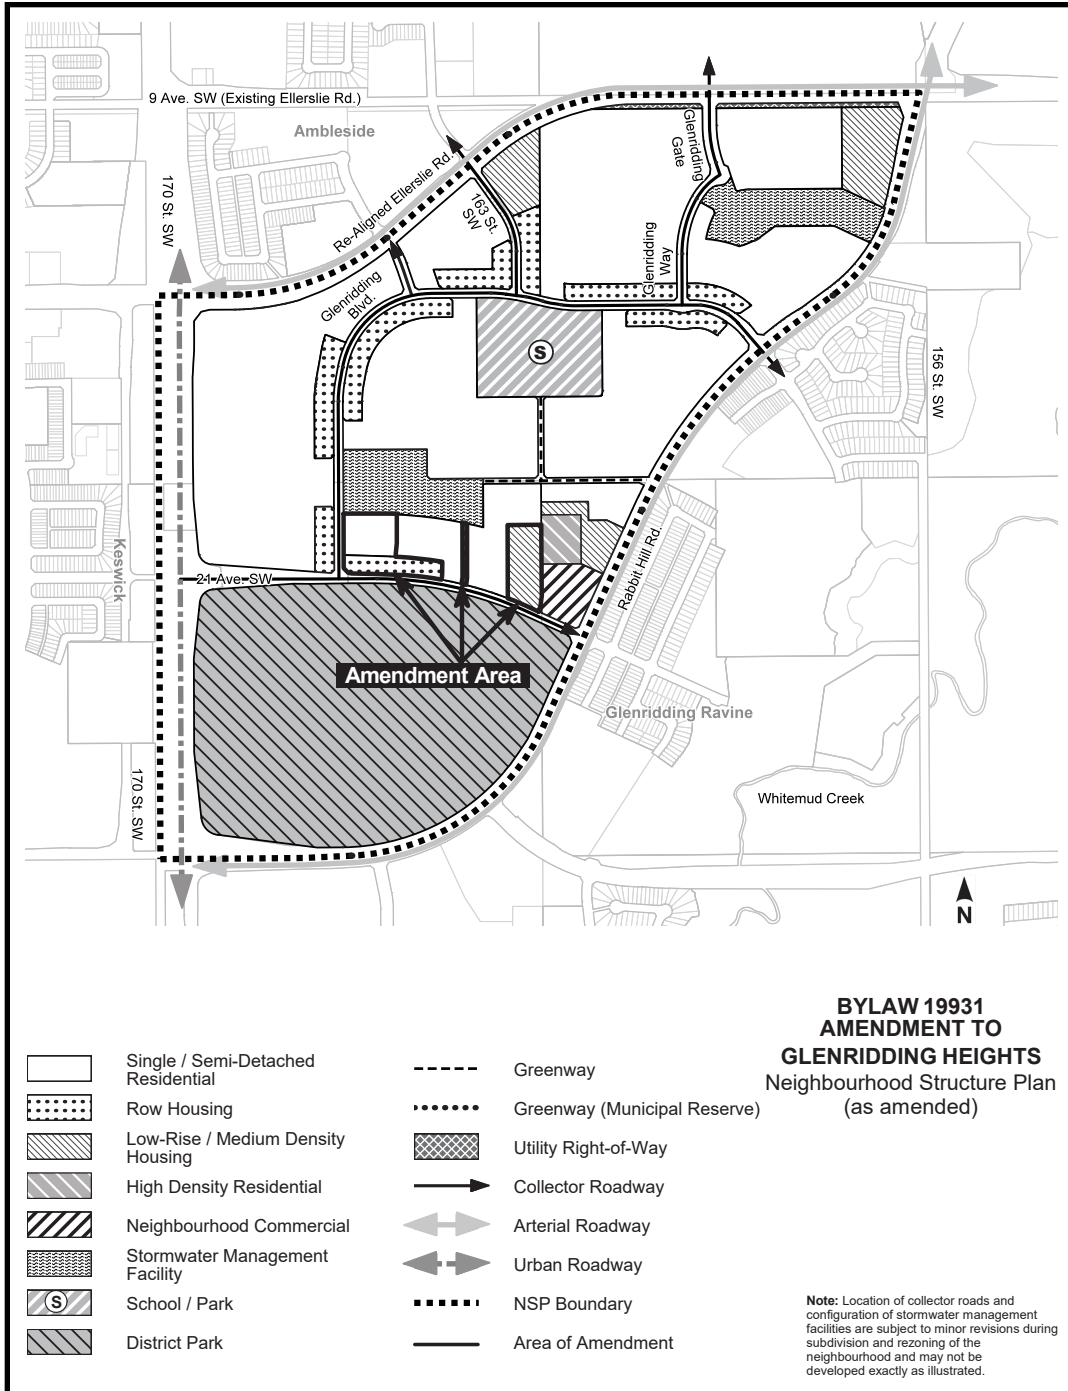 9 Ave. SW (Existing Ellerslie Rd.)
Ambleside
Glenridding
Gate
170 St. SW
Re-Aligned Ellerslie Rd.
163 St.
SW
Glenridding
Way
Glenridding
Blvd.
S
156 St. SW
Keswick
21 Ave. SW
Rabbit Hill Rd.
Amendment Area
Glenridding Ravine
170 St. SW
Whitemud Creek
N
BYLAW 19931
AMENDMENT TO
GLENRIDDING HEIGHTS
Neighbourhood Structure Plan
(as amended)
Single / Semi-Detached
Residential
Row Housing
Low-Rise / Medium Density
Housing
High Density Residential
Neighbourhood Commercial
Stormwater Management
Facility
S
School / Park
District Park
Greenway
Greenway (Municipal Reserve)
Utility Right-of-Way
Collector Roadway
Arterial Roadway
Urban Roadway
NSP Boundary
Area of Amendment
Note: Location of collector roads and
configuration of stormwater management
facilities are subject to minor revisions during
subdivision and rezoning of the
neighbourhood and may not be
developed exactly as illustrated.